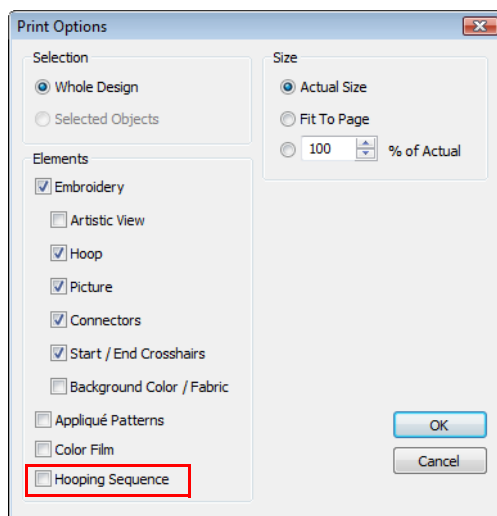 Print Options
Selection
Whole Design
Selected Objects
Elements
Embroidery
Artistic View
Hoop
Picture
Connectors
Start / End Crosshairs
Background Color / Fabric
Appliqué Patterns
Color Film
Hooping Sequence
Size
Actual Size
Fit To Page
100 % of Actual
OK
Cancel